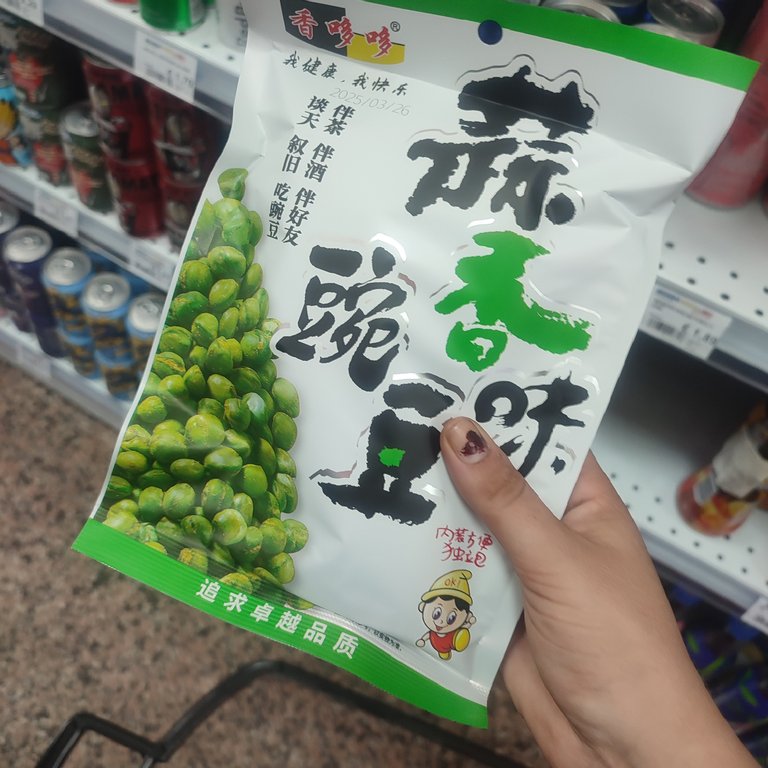 香哆哆®
我健康，我快乐
2025/03/26
伴茶谈天
伴酒叙旧
伴好友吃豌豆
蒜香味
豌豆
内装方便
独立包
OK!
追求卓越品质